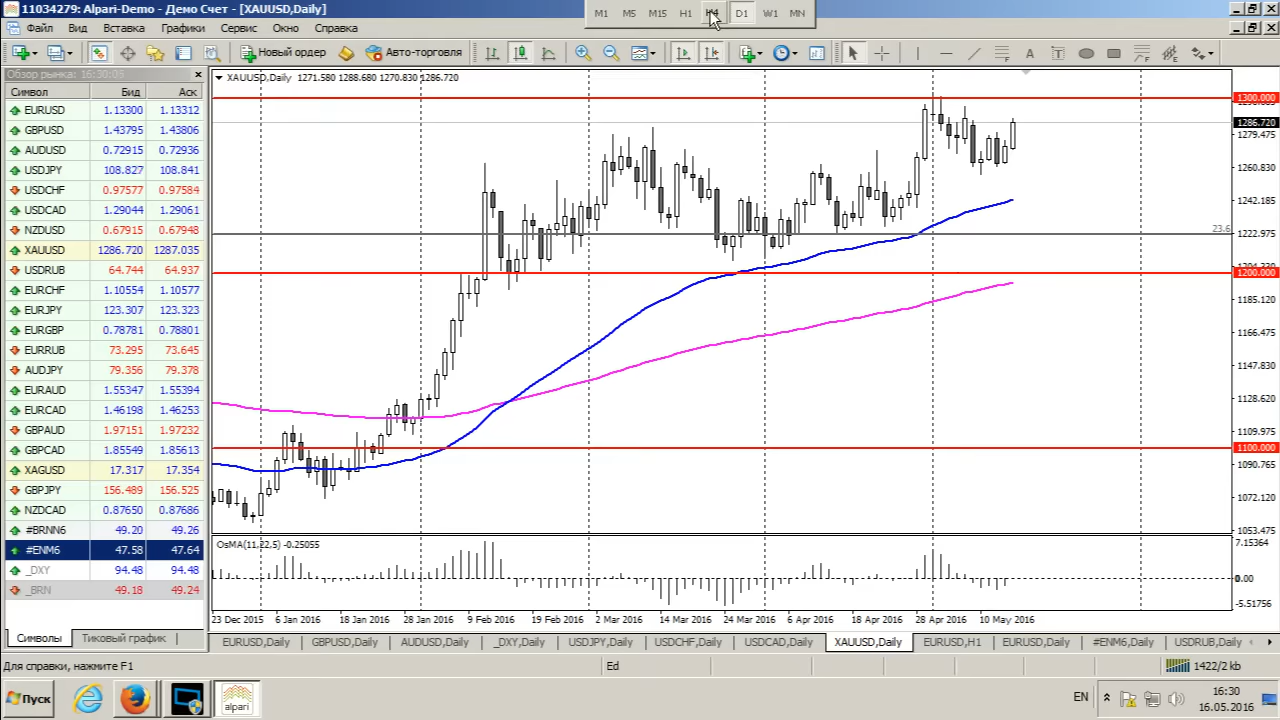 11034279: Alpari-Demo - Демо Счет - [XAUUSD,Daily]
M1 M5 M15 H1 H4 D1 W1 MN
Файл Вид Вставка Графики Сервис Окно Справка
Новый ордер Авто-торговля
Обзор рынка: 16:30:05
Символ Бид Аск
EURUSD 1.13300 1.13312
GBPUSD 1.43795 1.43806
AUDUSD 0.72915 0.72936
USDJPY 108.827 108.841
USDCHF 0.97577 0.97584
USDCAD 1.29044 1.29061
NZDUSD 0.67919 0.67948
XAUUSD 1286.720 1287.035
USDRUB 64.744 64.937
EURCHF 1.10554 1.10577
EURJPY 123.307 123.323
EURGBP 0.78781 0.78801
EURRUB 73.295 73.645
AUDJPY 79.356 79.378
EURAUD 1.55347 1.55394
EURCAD 1.46198 1.46253
GBPAUD 1.97151 1.97232
GBPCAD 1.85549 1.85613
XAGUSD 17.317 17.354
GBPJPY 156.489 156.525
NZDCAD 0.87650 0.87686
#BRNN6 49.20 49.26
#ENM6 47.58 47.64
_DXY 94.48 94.48
_BRN 49.18 49.24
Символы Тиковый график
XAUUSD,Daily 1271.580 1288.680 1270.830 1286.720
1300.000
1286.720
1279.475
1260.830
1242.185
23.6
1222.975
1200.000
1185.120
1166.475
1147.830
1128.620
1109.975
1100.000
1090.765
1072.120
1053.475
OsMA(11,22,5) -0.25055
7.15364
0.00
-5.51756
23 Dec 2015 6 Jan 2016 18 Jan 2016 28 Jan 2016 9 Feb 2016 19 Feb 2016 2 Mar 2016 14 Mar 2016 24 Mar 2016 6 Apr 2016 18 Apr 2016 28 Apr 2016 10 May 2016
EURUSD,Daily GBPUSD,Daily AUDUSD,Daily _DXY,Daily USDJPY,Daily USDCHF,Daily USDCAD,Daily XAUUSD,Daily EURUSD,H1 EURUSD,Daily #ENM6,Daily USDRUB,Daily
Для справки, нажмите F1
Ed
1422/2 kb
Пуск
alpari
EN
16:30
16.05.2016